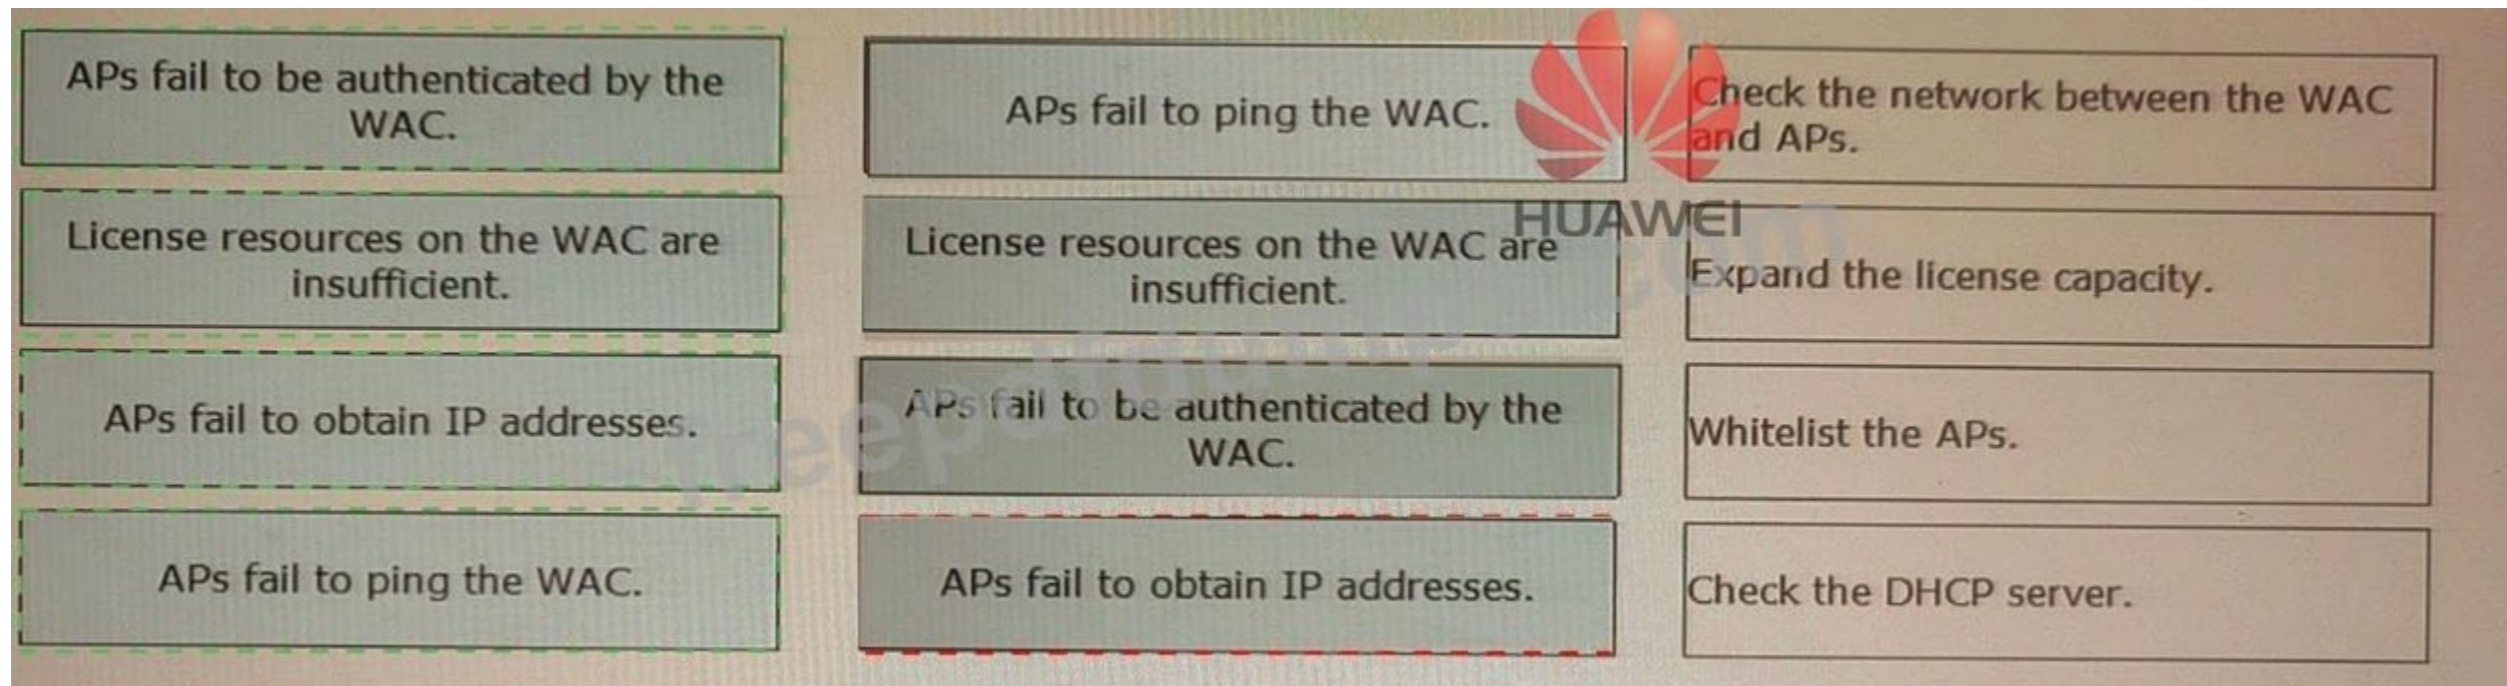 APs fail to be authenticated by the
WAC.
APs fail to ping the WAC.
Check the network between the WAC
and APs.
HUAWEI
License resources on the WAC are
insufficient.
License resources on the WAC are
insufficient.
Expand the license capacity.
APs fail to obtain IP addresses.
APs fail to be authenticated by the
WAC.
Whitelist the APs.
APs fail to ping the WAC.
APs fail to obtain IP addresses.
Check the DHCP server.